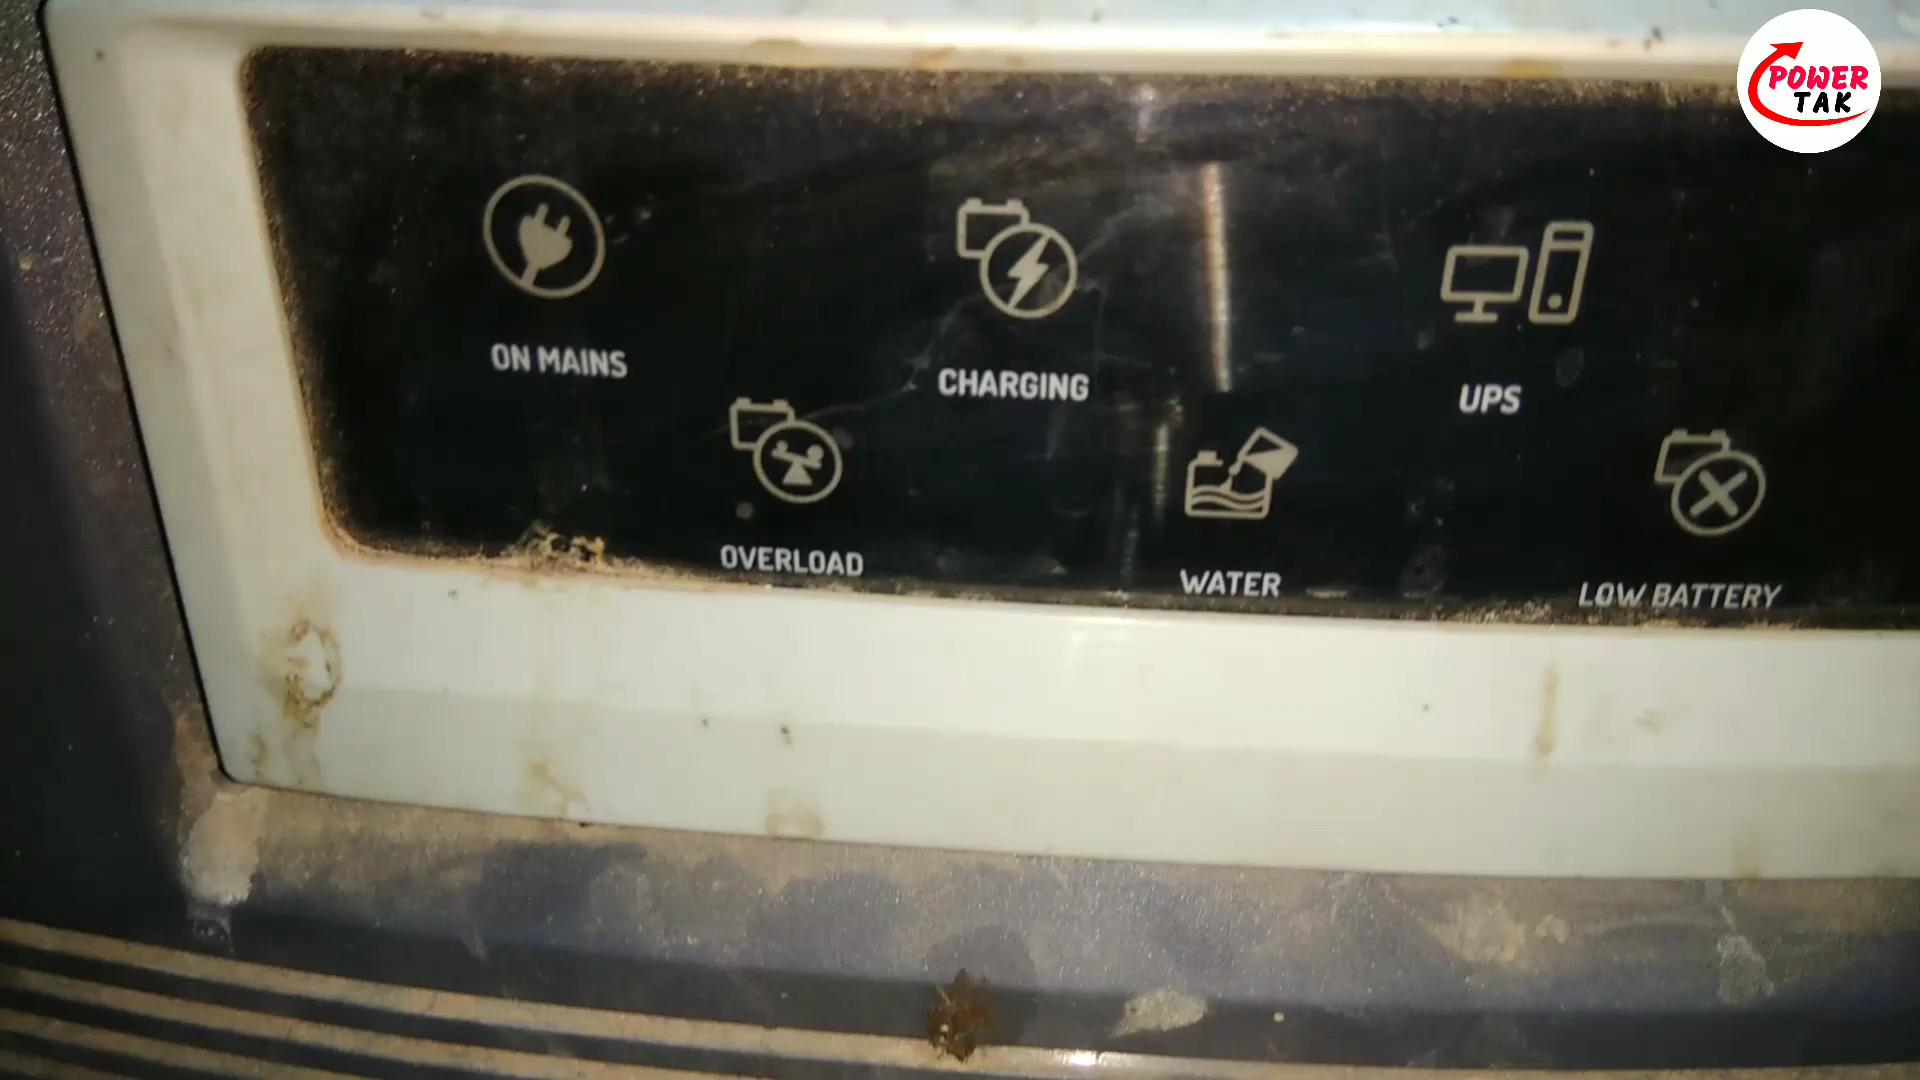 POWER
TAK
ON MAINS
CHARGING
UPS
OVERLOAD
WATER
LOW BATTERY